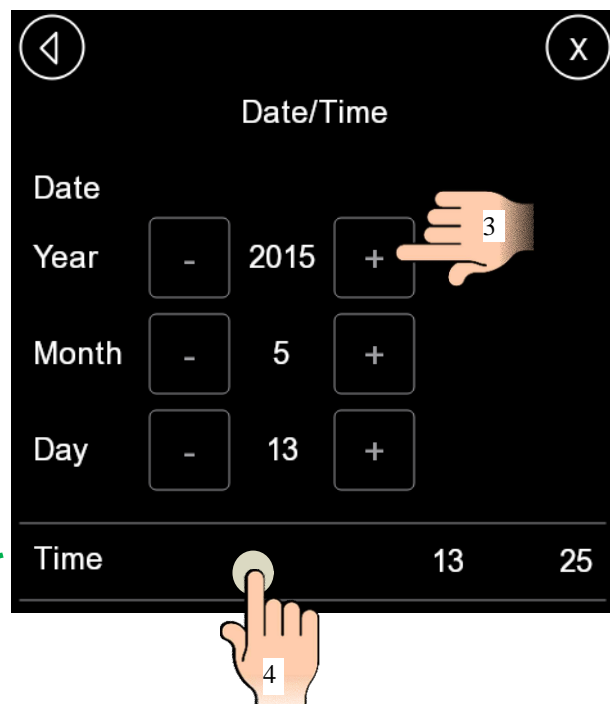 X
Date/Time
Date
3
Year - 2015 +
Month - 5 +
Day - 13 +
Time 13 25
4